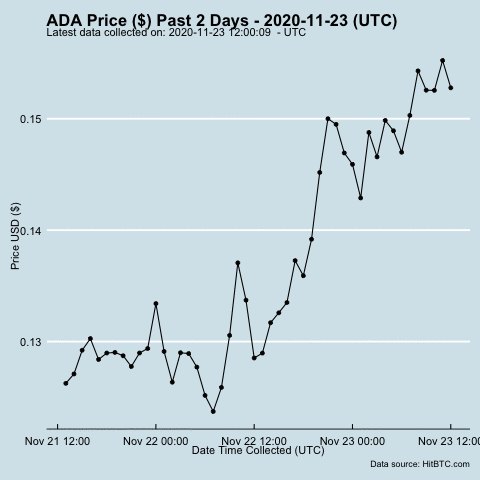 ADA Price ($) Past 2 Days - 2020-11-23 (UTC)
Latest data collected on: 2020-11-23 12:00:09 - UTC
0.15
0.14
0.13
Price USD ($)
Nov 21 12:00 Nov 22 00:00 Nov 22 12:00 Nov 23 00:00 Nov 23 12:00
Date Time Collected (UTC)
Data source: HitBTC.com